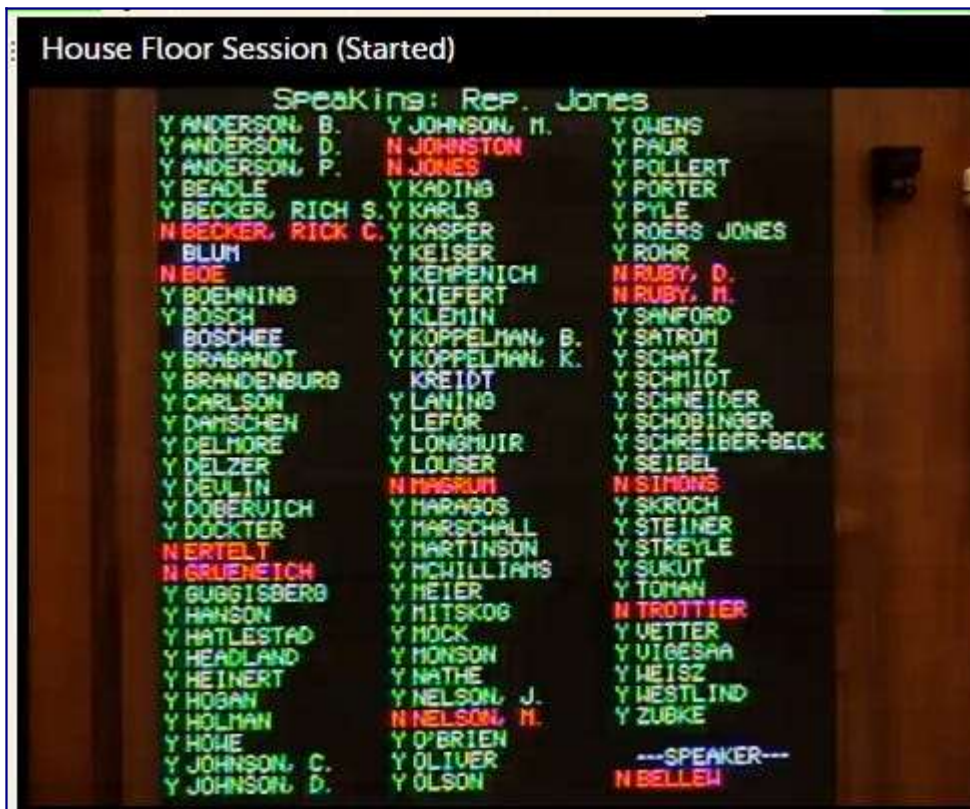 House Floor Session (Started)
Speaking: Rep. Jones
Y ANDERSON, B.
Y ANDERSON, D.
Y ANDERSON, P.
Y BEADLE
Y BECKER, RICH S.
N BECKER, RICK C.
BLUM
N BOE
Y BOEHNING
Y BOSCH
BOSCHEE
Y BRABANDT
Y BRANDENBURG
Y CARLSON
Y DAMSCHEN
Y DELMORE
Y DELZER
Y DEVLIN
Y DOBERVICH
Y DOCKTER
N ERTELT
N GRUENEICH
Y GUGGISBERG
Y HANSON
Y HATLESTAD
Y HEADLAND
Y HEINERT
Y HOGAN
Y HOLMAN
Y HOWE
Y JOHNSON, C.
Y JOHNSON, D.
Y JOHNSON, M.
N JOHNSTON
N JONES
Y KADING
Y KARLS
Y KASPER
Y KEISER
Y KEMPENICH
Y KIEFERT
Y KLEMIN
Y KOPPELMAN, B.
Y KOPPELMAN, K.
KREIDT
Y LANING
Y LEFOR
Y LONGMUIR
Y LOUSER
N MAGRUM
Y MARAGOS
Y MARSCHALL
Y MARTINSON
Y MCWILLIAMS
Y MEIER
Y MITSKOG
Y MOCK
Y MONSON
Y NATHE
Y NELSON, J.
N NELSON, M.
Y O'BRIEN
Y OLIVER
Y OLSON
Y OWENS
Y PAUR
Y POLLERT
Y PORTER
Y PYLE
Y ROERS JONES
Y ROHR
N RUBY, D.
N RUBY, M.
Y SANFORD
Y SATROM
Y SCHATZ
Y SCHMIDT
Y SCHNEIDER
Y SCHOBINGER
Y SCHREIBER-BECK
Y SEIBEL
N SIMONS
Y SKROCH
Y STEINER
Y STREYLE
Y SUKUT
Y TOMAN
N TROTTIER
Y VETTER
Y VIGESAA
Y WEISZ
Y WESTLIND
Y ZUBKE
---SPEAKER---
N BELLEW